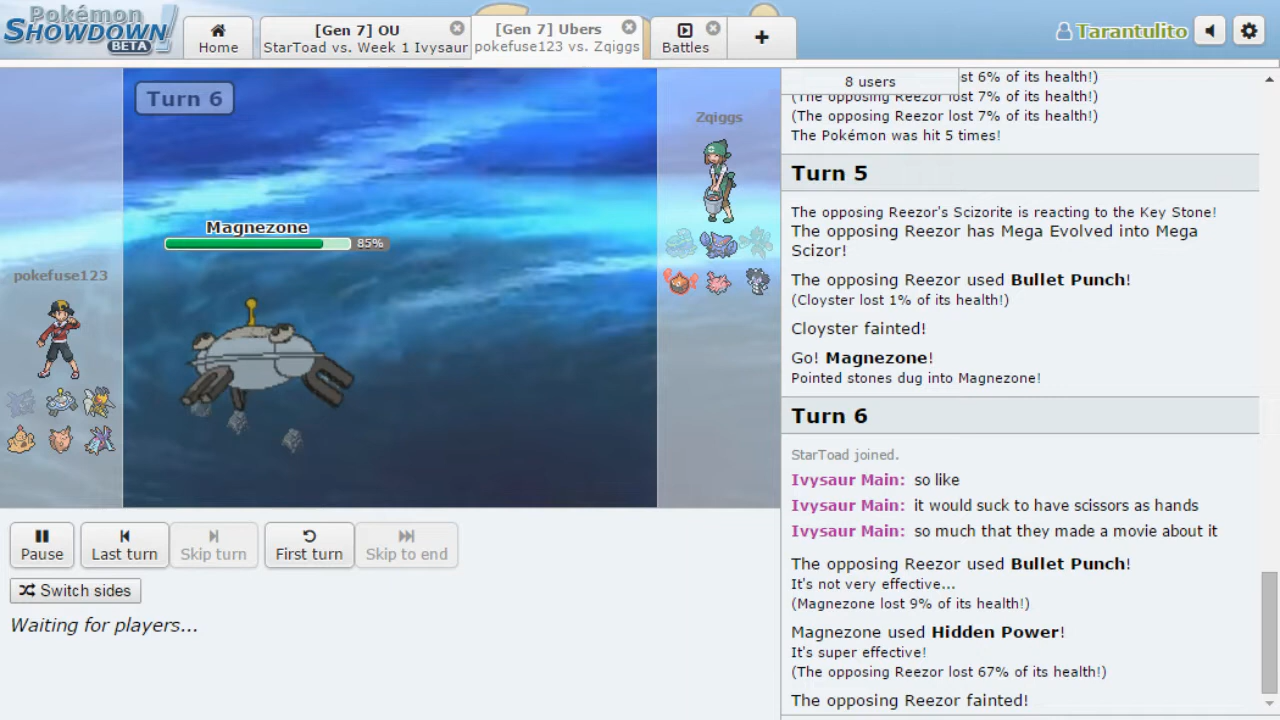 Pokémon
SHOWDOWN!
BETA
Home
[Gen 7] OU
StarToad vs. Week 1 Ivysaur
[Gen 7] Ubers
pokefuse123 vs. Zqiggs
Battles
+
Tarantulito
Turn 6
Magnezone
85%
pokefuse123
Zqiggs
Pause
Last turn
Skip turn
First turn
Skip to end
Switch sides
Waiting for players...
8 users
st 6% of its health!)
(The opposing Reezor lost 7% of its health!)
(The opposing Reezor lost 7% of its health!)
The Pokémon was hit 5 times!
Turn 5
The opposing Reezor's Scizorite is reacting to the Key Stone!
The opposing Reezor has Mega Evolved into Mega
Scizor!
The opposing Reezor used Bullet Punch!
(Cloyster lost 1% of its health!)
Cloyster fainted!
Go! Magnezone!
Pointed stones dug into Magnezone!
Turn 6
StarToad joined.
Ivysaur Main: so like
Ivysaur Main: it would suck to have scissors as hands
Ivysaur Main: so much that they made a movie about it
The opposing Reezor used Bullet Punch!
It's not very effective...
(Magnezone lost 9% of its health!)
Magnezone used Hidden Power!
It's super effective!
(The opposing Reezor lost 67% of its health!)
The opposing Reezor fainted!